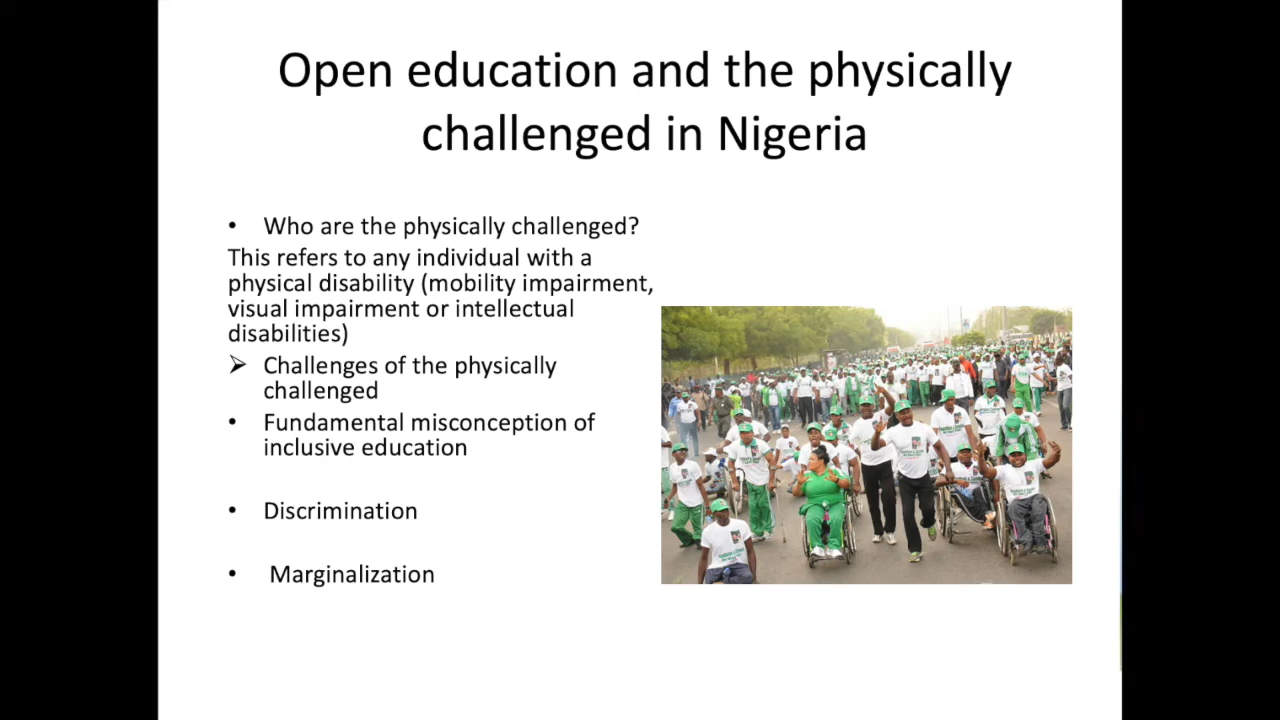 Open education and the physically
challenged in Nigeria
• Who are the physically challenged?
This refers to any individual with a
physical disability (mobility impairment,
visual impairment or intellectual
disabilities)
➢ Challenges of the physically
challenged
• Fundamental misconception of
inclusive education
• Discrimination
• Marginalization